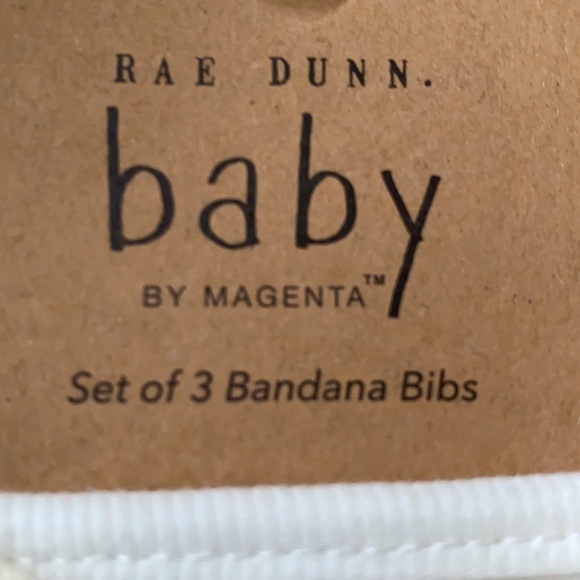 RAE DUNN.
baby
BY MAGENTA™
Set of 3 Bandana Bibs